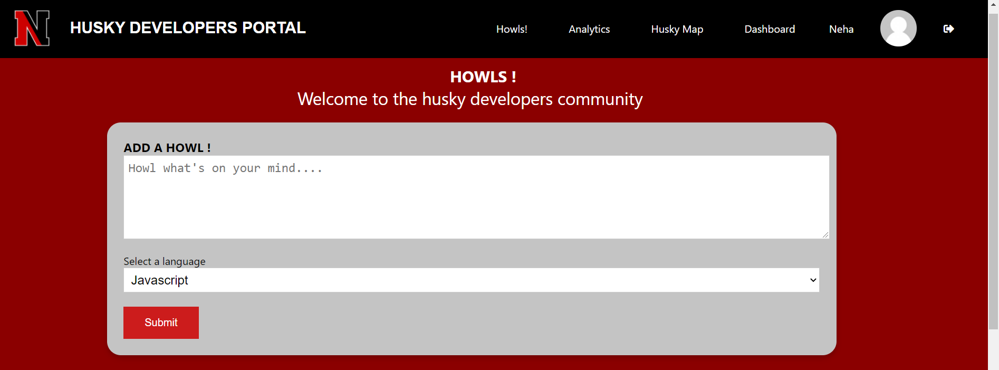 N HUSKY DEVELOPERS PORTAL Howls! Analytics Husky Map Dashboard Neha
HOWLS !
Welcome to the husky developers community
ADD A HOWL !
Howl what's on your mind....
Select a language
Javascript
Submit